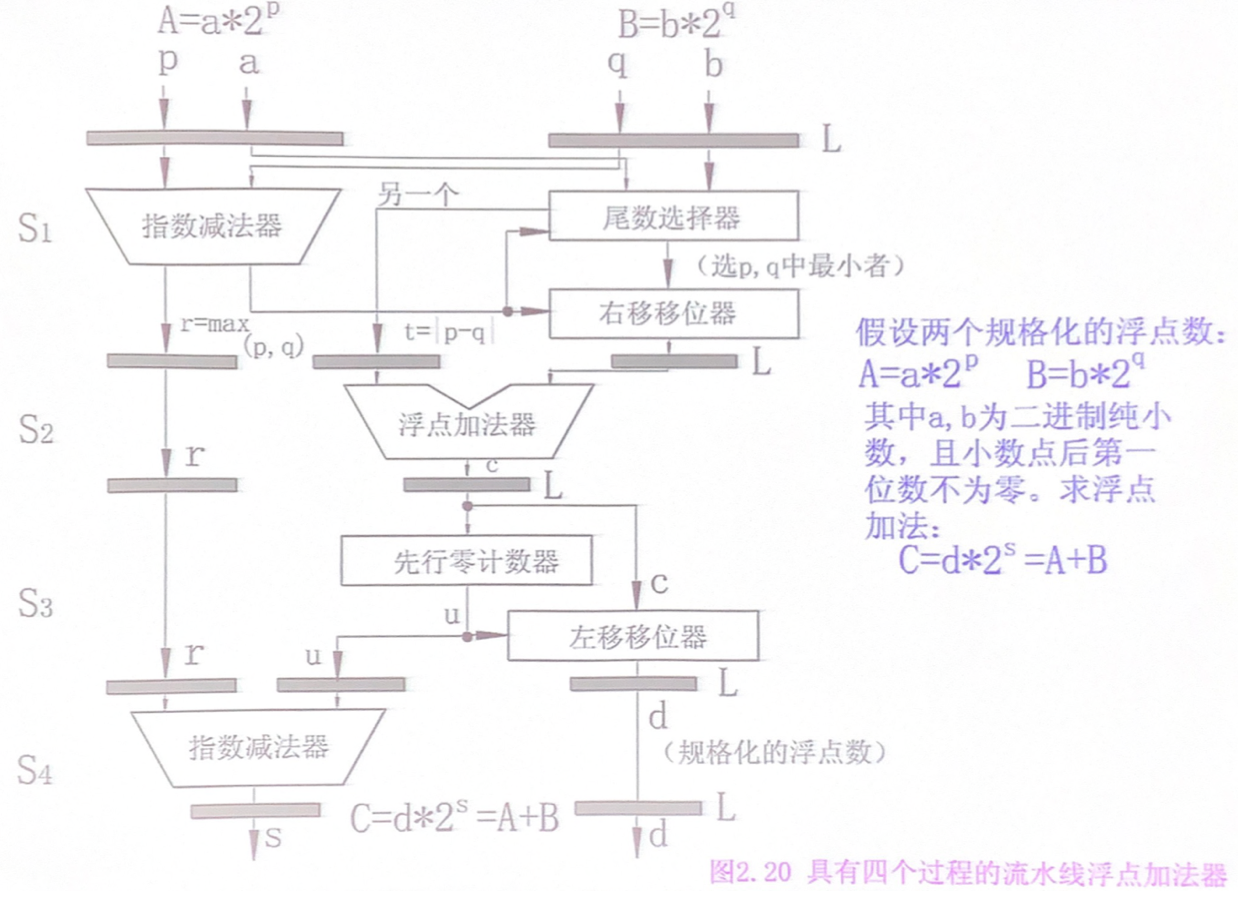 A=a*2^p
B=b*2^q
p
a
q
b
L
S1
指数减法器
另一个
尾数选择器
(选p,q中最小者)
右移移位器
r=max
(p,q)
t=|p-q|
L
假设两个规格化的浮点数:
A=a*2^p B=b*2^q
其中a,b为二进制纯小
数, 且小数点后第一
位数不为零。求浮点
加法:
C=d*2^s=A+B
S2
浮点加法器
r
c
L
先行零计数器
S3
c
u
左移移位器
r
u
L
d
(规格化的浮点数)
S4
指数减法器
C=d*2^s=A+B
L
s
d
图2.20 具有四个过程的流水线浮点加法器